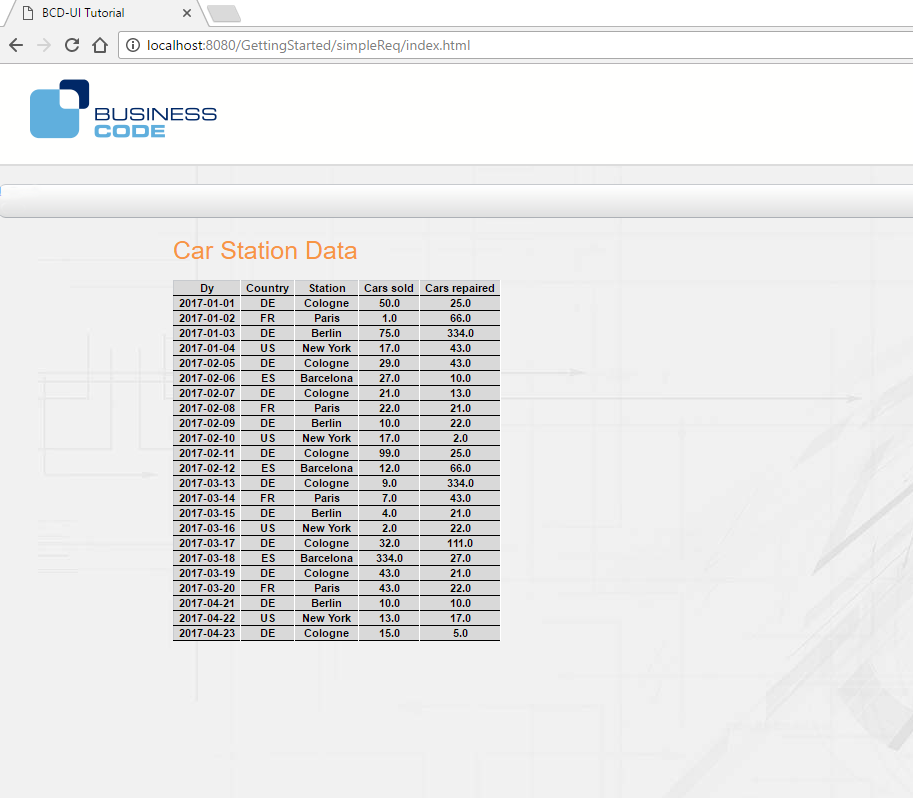 BCD-UI Tutorial
localhost:8080/GettingStarted/simpleReq/index.html
BUSINESS
CODE
Car Station Data
Dy Country Station Cars sold Cars repaired
2017-01-01 DE Cologne 50.0 25.0
2017-01-02 FR Paris 1.0 66.0
2017-01-03 DE Berlin 75.0 334.0
2017-01-04 US New York 17.0 43.0
2017-02-05 DE Cologne 29.0 43.0
2017-02-06 ES Barcelona 27.0 10.0
2017-02-07 DE Cologne 21.0 13.0
2017-02-08 FR Paris 22.0 21.0
2017-02-09 DE Berlin 10.0 22.0
2017-02-10 US New York 17.0 2.0
2017-02-11 DE Cologne 99.0 25.0
2017-02-12 ES Barcelona 12.0 66.0
2017-03-13 DE Cologne 9.0 334.0
2017-03-14 FR Paris 7.0 43.0
2017-03-15 DE Berlin 4.0 21.0
2017-03-16 US New York 2.0 22.0
2017-03-17 DE Cologne 32.0 111.0
2017-03-18 ES Barcelona 334.0 27.0
2017-03-19 DE Cologne 43.0 21.0
2017-03-20 FR Paris 43.0 22.0
2017-04-21 DE Berlin 10.0 10.0
2017-04-22 US New York 13.0 17.0
2017-04-23 DE Cologne 15.0 5.0